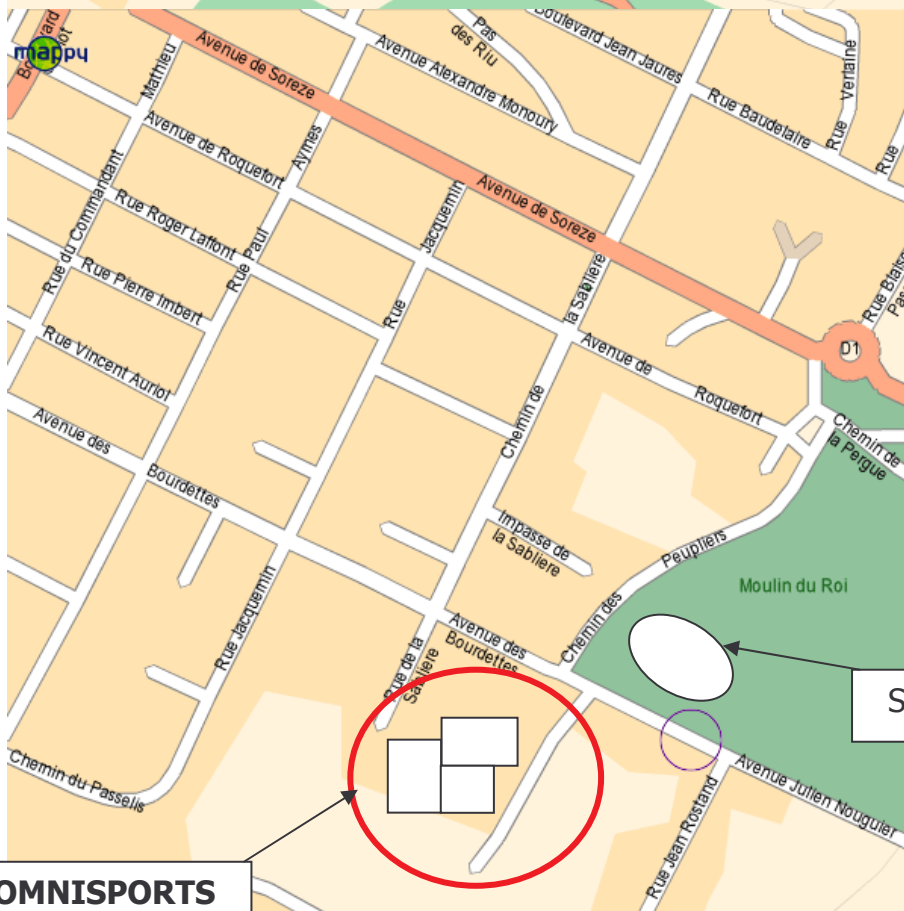 mappy
Mathieu
Avenue de Soreze
Pas
des Riu
Boulevard Jean Jaures
Avenue Alexandre Monoury
Rue Baudelaire
Rue
Verlaine
Rue
Avenue de Roquefort
Aymes
Rue du Commandant
Rue Roger Laffont
Rue Paul
Jacquemin
Avenue de Soreze
la Sabliere
Rue Blaise
Pas
Rue Pierre Imbert
Rue
D1
Rue Vincent Auriol
Avenue de
Roquefort
Chemin de
Chemin de
la Pergue
Avenue des
Bourdettes
Impasse de
la Sabliere
Peupliers
Moulin du Roi
Chemin des
Rue Jacquemin
Avenue des
Bourdettes
Rue de la
Sabliere
S
Chemin du Passelis
Avenue Julien Nouguier
Rue Jean Rostand
OMNISPORTS